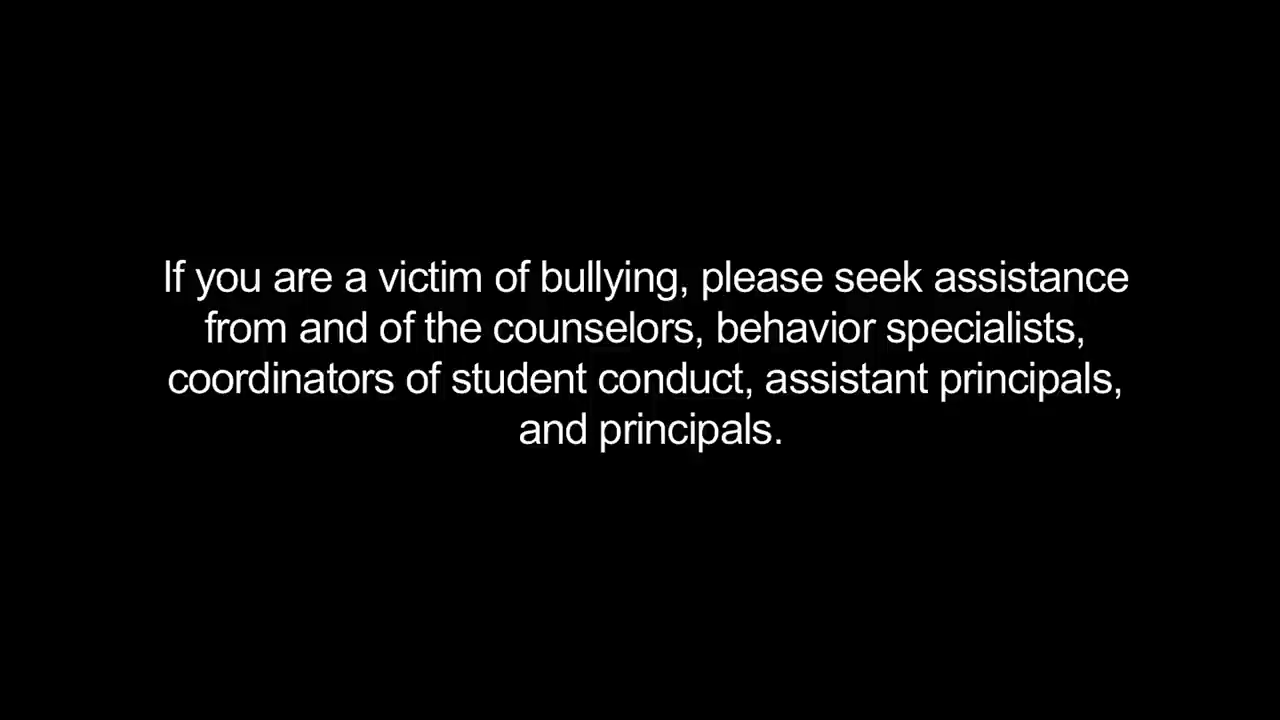 If you are a victim of bullying, please seek assistance
from and of the counselors, behavior specialists,
coordinators of student conduct, assistant principals,
and principals.